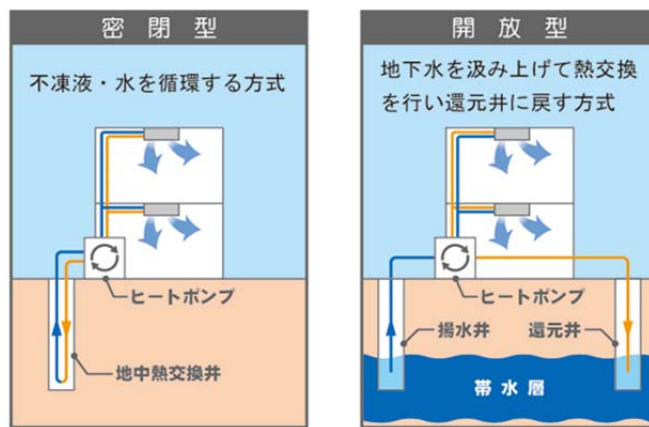 密閉型
不凍液・水を循環する方式
ヒートポンプ
地中熱交換井
開放型
地下水を汲み上げて熱交換
を行い還元井に戻す方式
ヒートポンプ
揚水井
還元井
帯水層